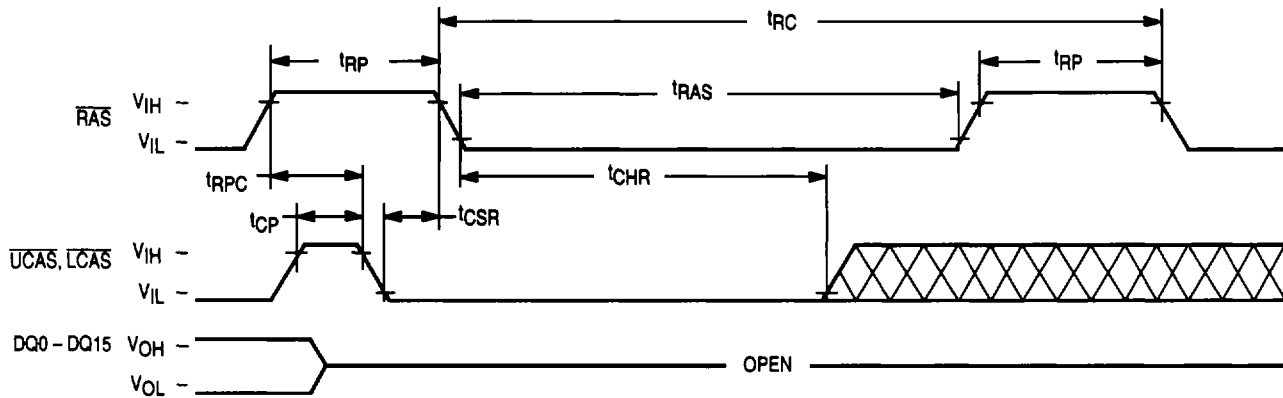 tRC
tRP
tRP
tRAS
RAS
VIH
VIL
tRPC
tCHR
tCP
tCSR
UCAS, LCAS
VIH
VIL
DQ0 – DQ15
VOH
OPEN
VOL